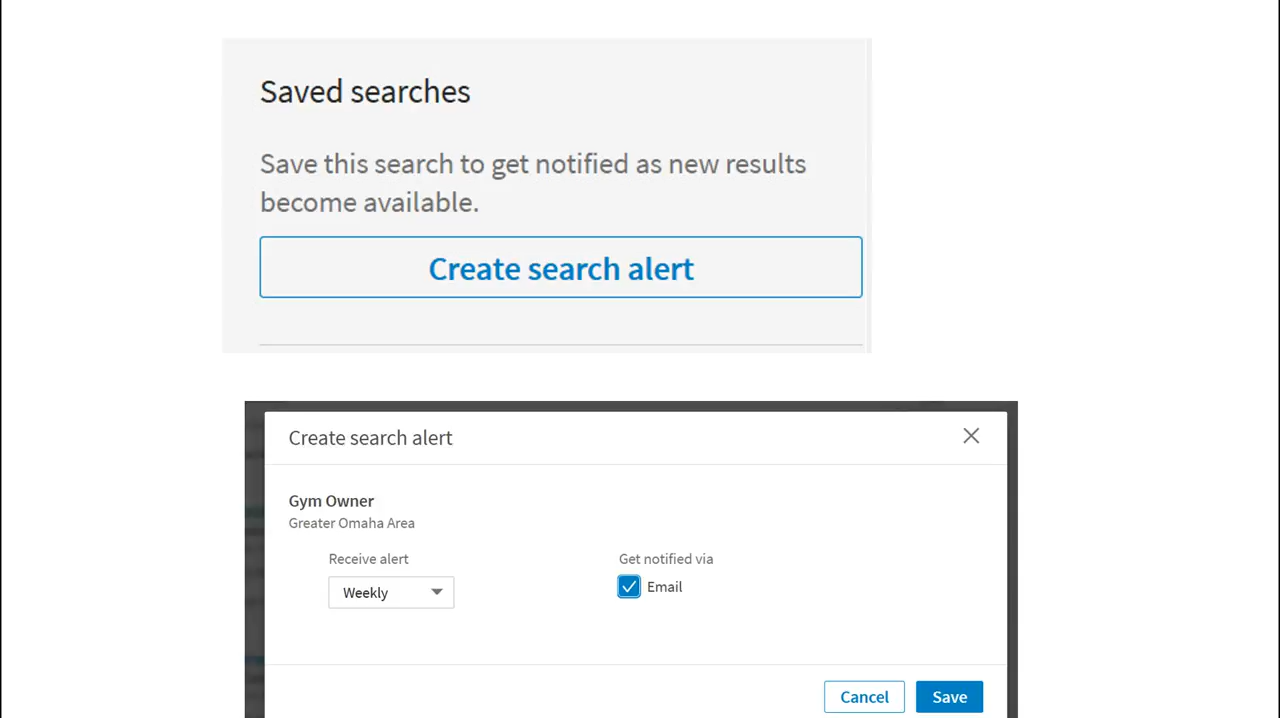 Saved searches
Save this search to get notified as new results
become available.
Create search alert
Create search alert
Gym Owner
Greater Omaha Area
Receive alert
Get notified via
Weekly
Email
Cancel
Save